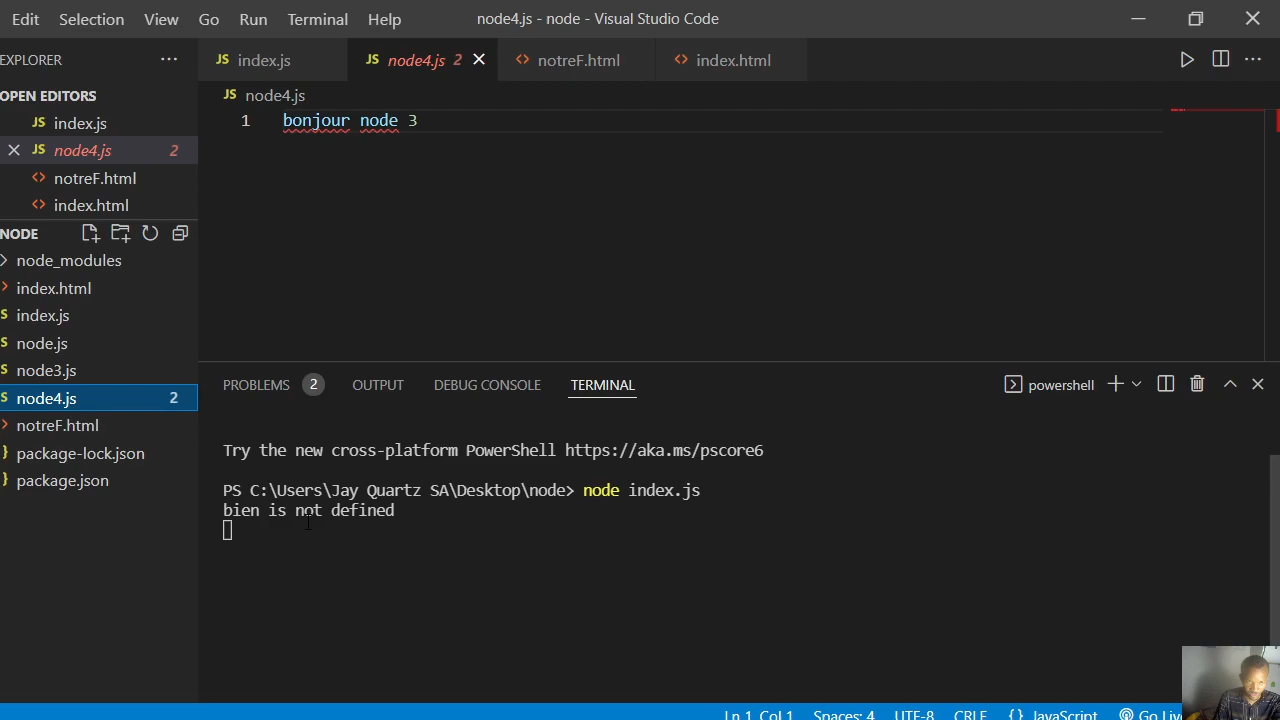 Edit Selection View Go Run Terminal Help node4.js - node - Visual Studio Code
EXPLORER
index.js
node4.js 2
notreF.html
index.html
OPEN EDITORS
JS index.js
JS node4.js 2
notreF.html
index.html
JS node4.js
1 bonjour node 3
NODE
node_modules
index.html
index.js
node.js
node3.js
node4.js 2
notreF.html
package-lock.json
package.json
PROBLEMS 2 OUTPUT DEBUG CONSOLE TERMINAL powershell
Try the new cross-platform PowerShell https://aka.ms/pscore6
PS C:\Users\Jay Quartz SA\Desktop\node> node index.js
bien is not defined
Ln 1, Col 1 Spaces: 4 UTF-8 CRLF {} JavaScript Go Live